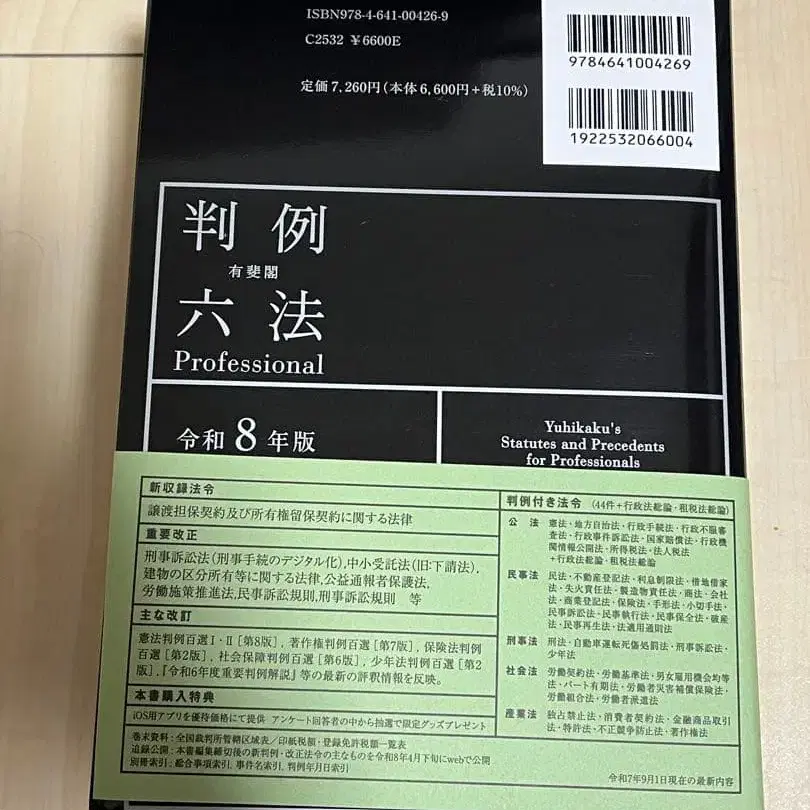 ISBN978-4-641-00426-9
C2532 ¥6600E
定価7,260円(本体6,600円+税10%)
9784641004269
1922532066004
判例
有斐閣
六法
Professional
令和8年版
Yuhikaku's
Statutes and Precedents
for Professionals
新収録法令
譲渡担保契約及び所有権留保契約に関する法律
重要改正
刑事訴訟法(刑事手続のデジタル化),中小受託法(旧:下請法),
建物の区分所有等に関する法律,公益通報者保護法,
労働施策推進法,民事訴訟規則,刑事訴訟規則 等
主な改訂
憲法判例百選Ⅰ・Ⅱ[第8版],著作権判例百選[第7版],保険法判例
百選[第2版],社会保障判例百選[第6版],少年法判例百選[第2
版],『令和6年度重要判例解説』等の最新の評釈情報を反映。
本書購入特典
iOS用アプリを優待価格にて提供 アンケート回答者の中から抽選で限定グッズプレゼント
巻末資料:全国裁判所管轄区域表/印紙税額・登録免許税額一覧表
追録公開:本書編集締切後の新判例・改正法令の主なものを令和8年4月下旬にwebで公開
別冊索引:総合事項索引,事件名索引,判例年月日索引
判例付き法令 (44件+行政法総論・租税法総論)
公法 憲法・地方自治法・行政手続法・行政不服審
査法・行政事件訴訟法・国家賠償法・行政機
関情報公開法・所得税法・法人税法
+行政法総論・租税法総論
民事法 民法・不動産登記法・利息制限法・借地借家
法・失火責任法・製造物責任法・商法・会社
法・商業登記法・保険法・手形法・小切手法・
民事訴訟法・民事執行法・民事保全法・破産
法・民事再生法・法適用通則法
刑事法 刑法・自動車運転死傷処罰法・刑事訴訟法・
少年法
社会法 労働契約法・労働基準法・男女雇用機会均等
法・パート有期法・労働者災害補償保険法・
労働組合法・労働者派遣法
産業法 独占禁止法・消費者契約法・金融商品取引
法・特許法・不正競争防止法・著作権法
令和7年9月1日現在の最新内容